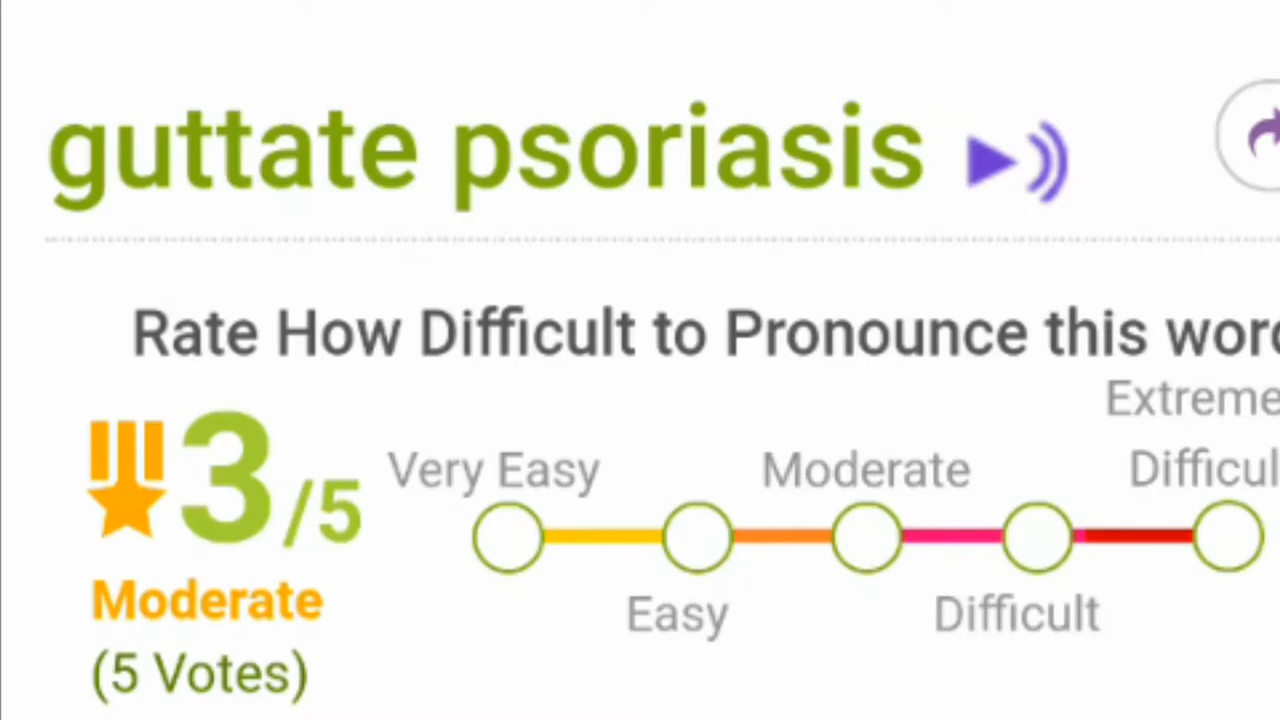 guttate psoriasis
Rate How Difficult to Pronounce this
Extreme
Very Easy
Moderate
Difficul
3/5
Easy
Difficult
Moderate
(5 Votes)